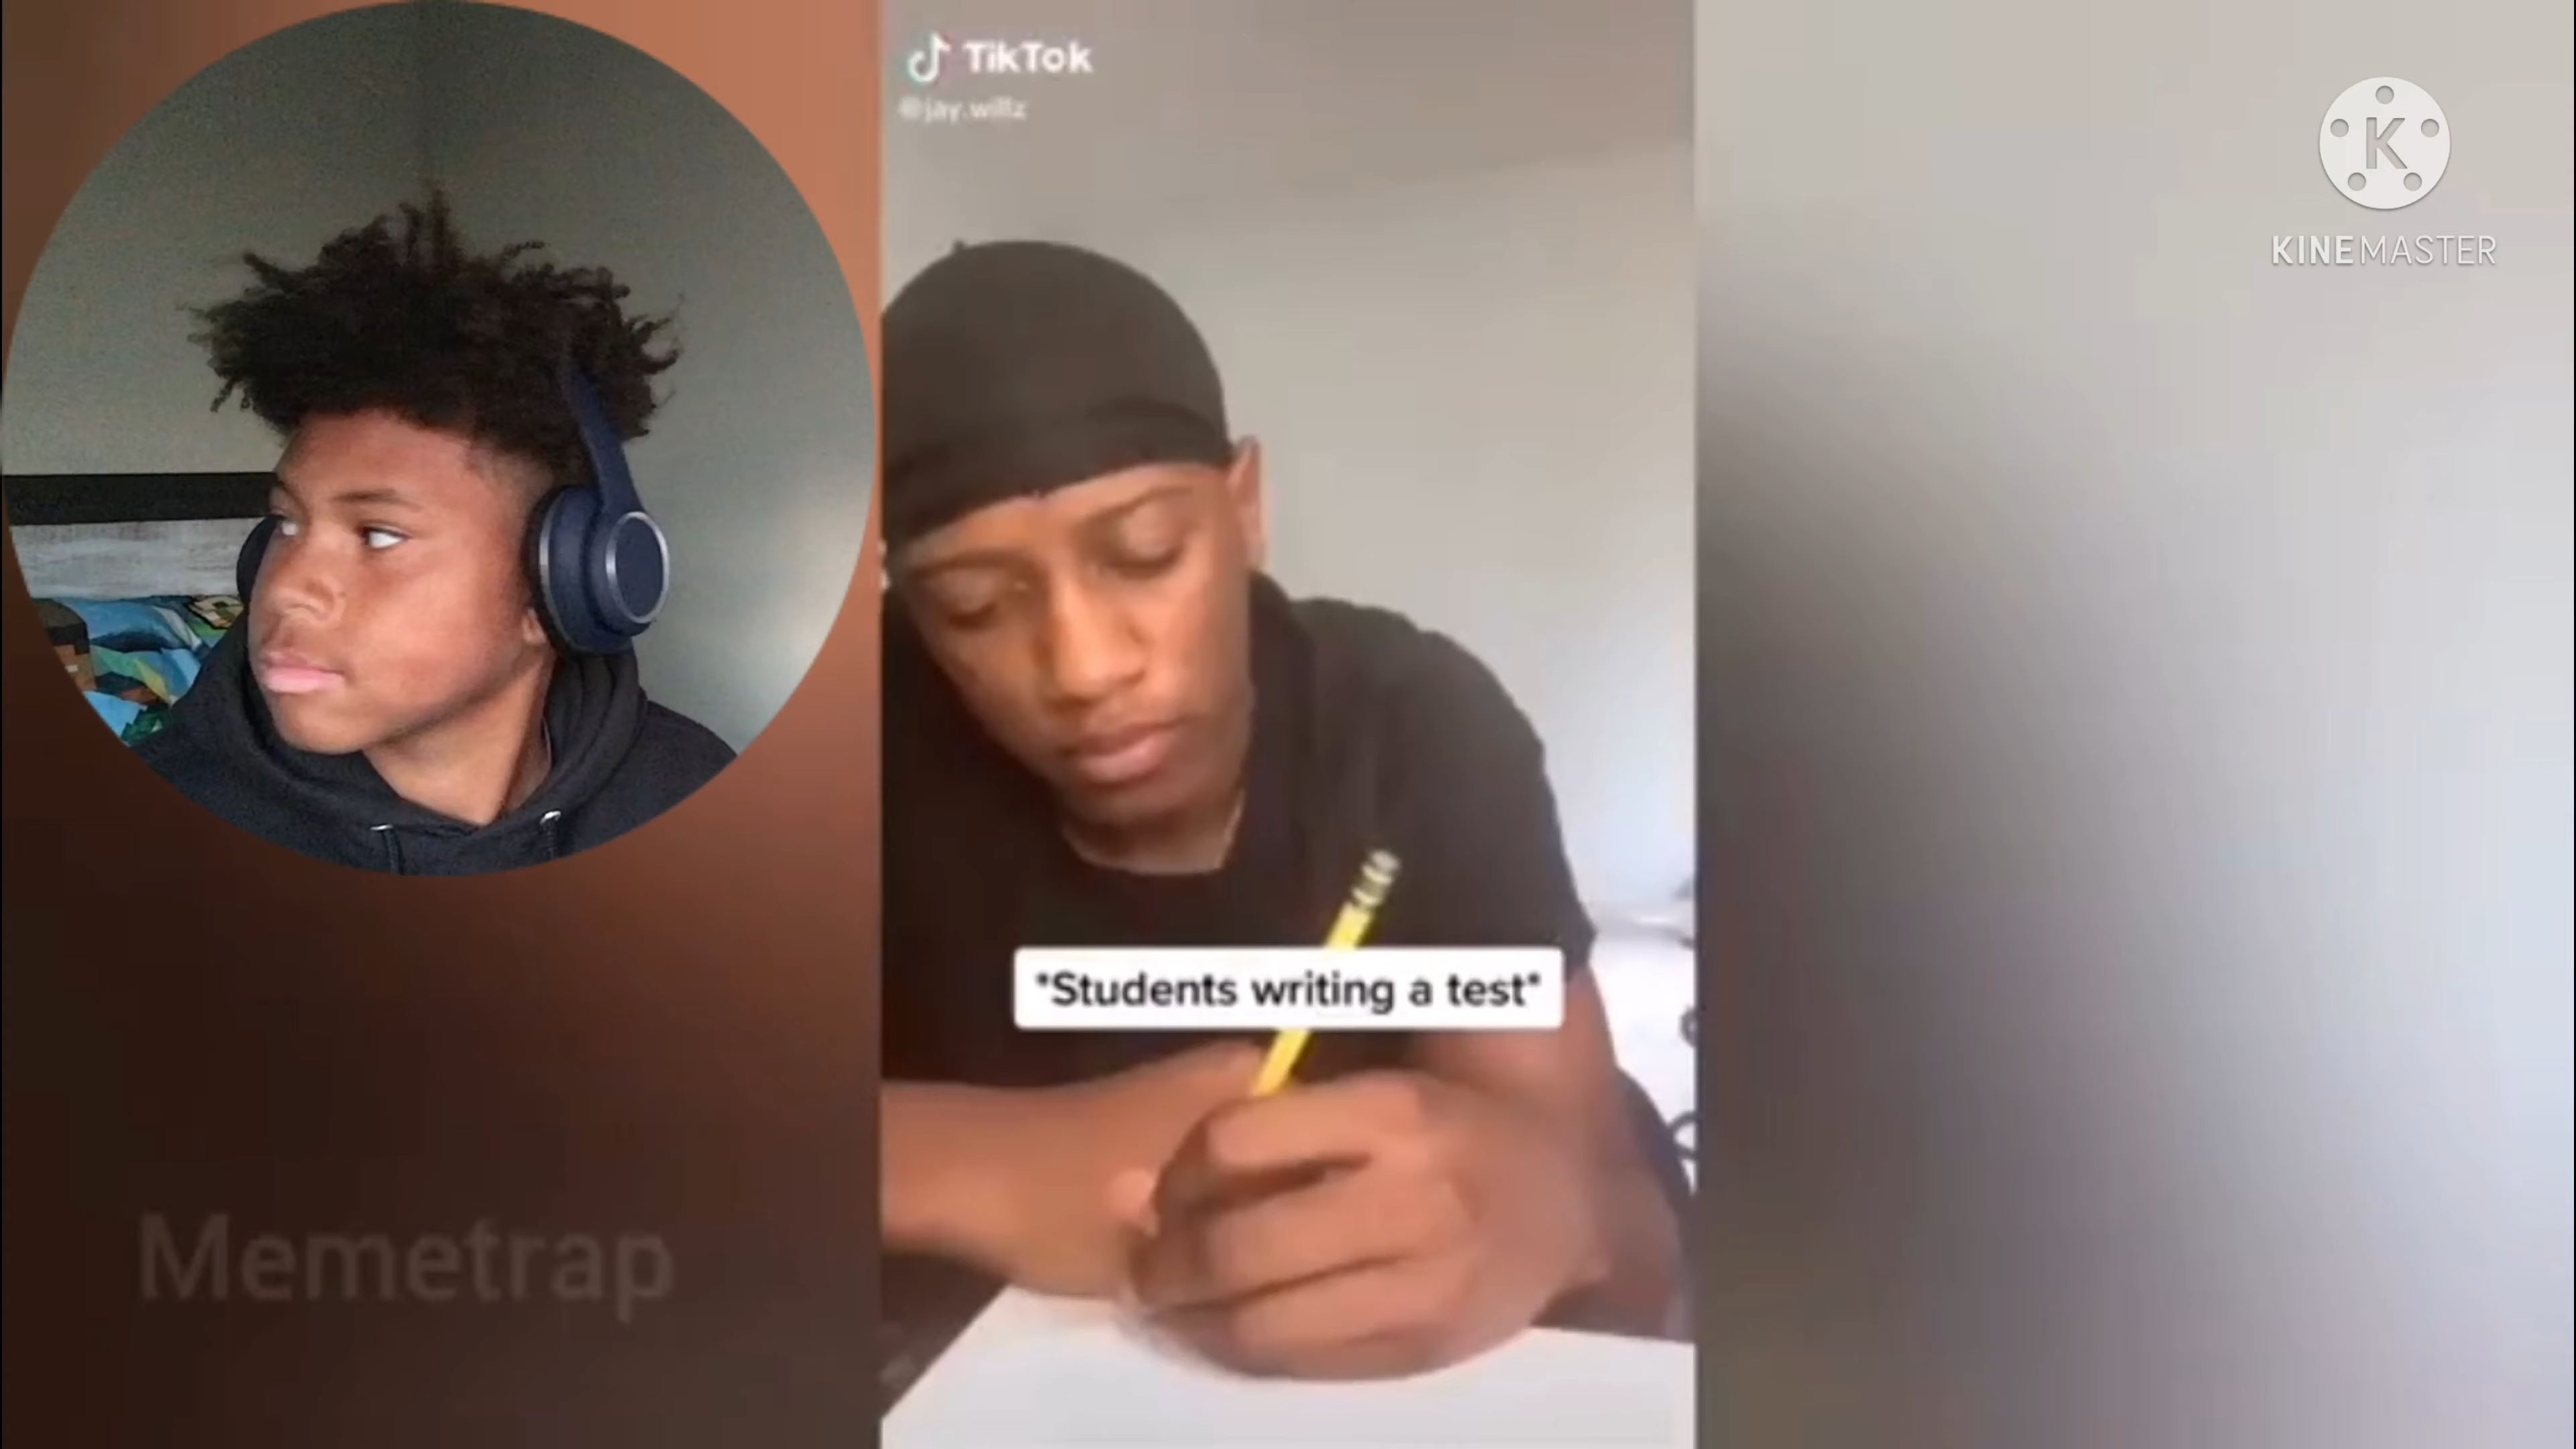 TikTok
@jay.willz
K
KINEMASTER
*Students writing a test*
Memetrap